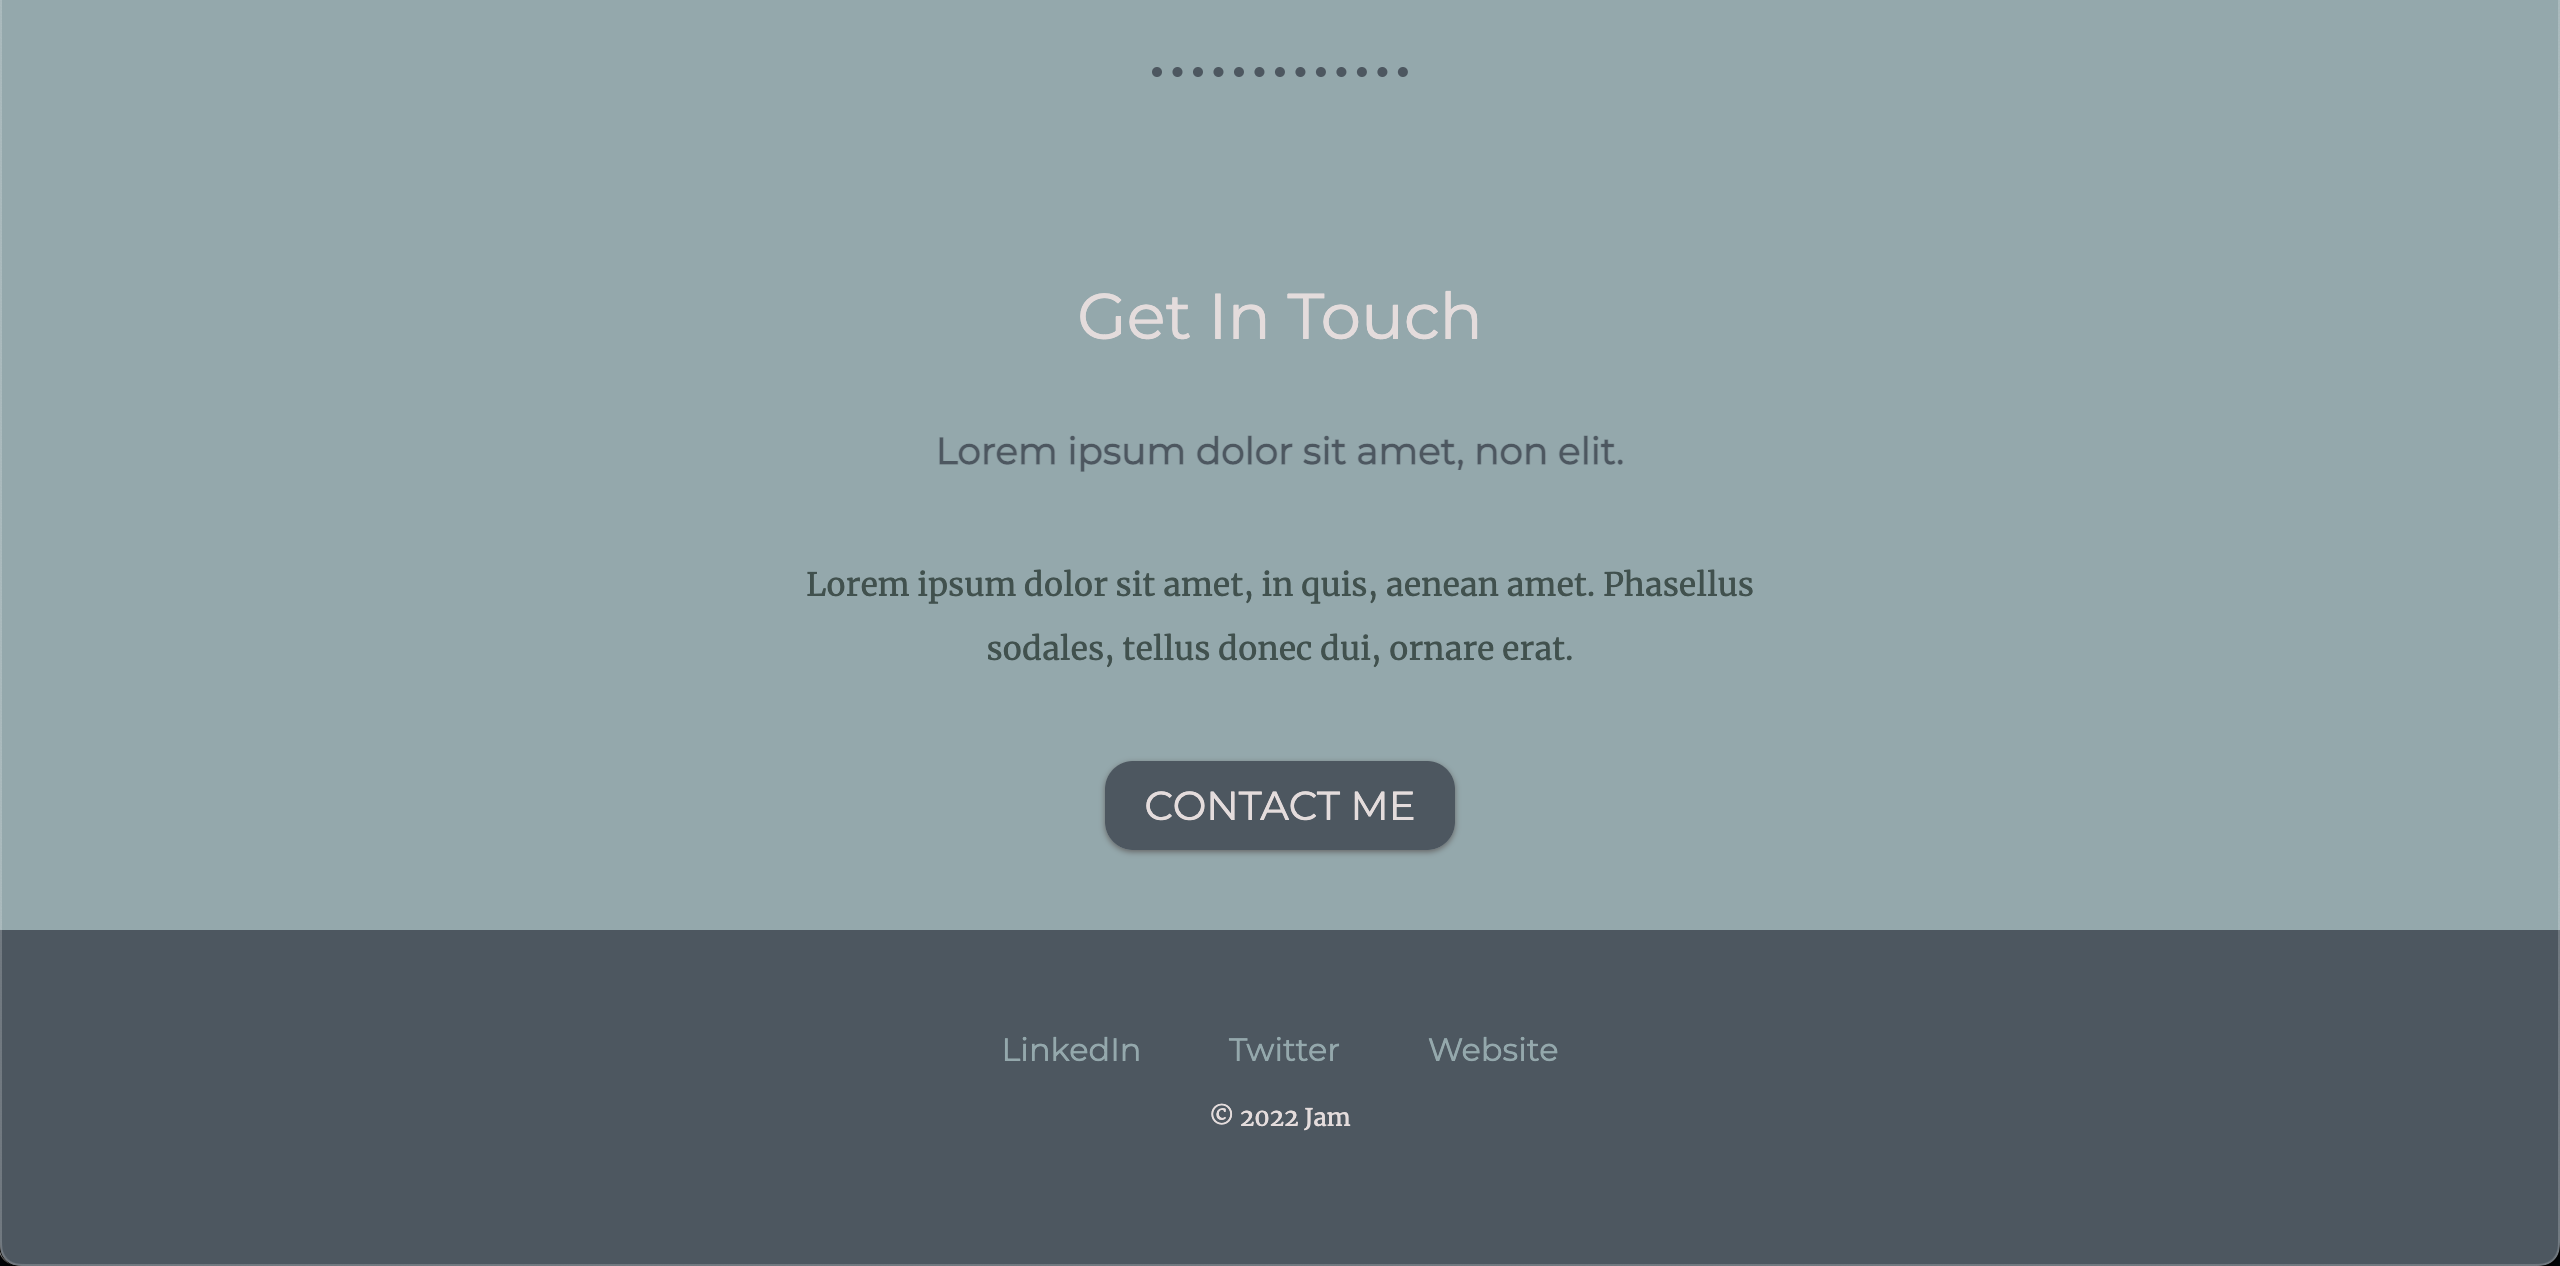 Get In Touch
Lorem ipsum dolor sit amet, non elit.
Lorem ipsum dolor sit amet, in quis, aenean amet. Phasellus
sodales, tellus donec dui, ornare erat.
CONTACT ME
LinkedIn Twitter Website
© 2022 Jam